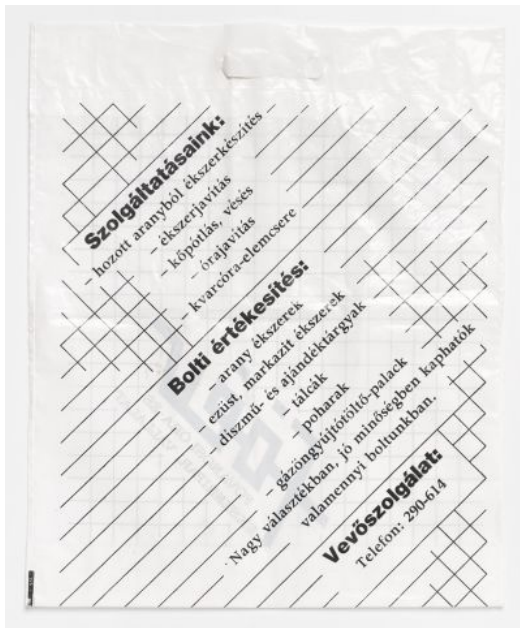 Szolgáltatásaink:
- hozott aranyból ékszerkészítés
- ékszerjavítás
- kőpótlás, vésés
- órajavítás
- kvarcóra-elemcsere
Bolti értékesítés:
- arany ékszerek
- ezüst, markazit ékszerek
- díszmű- és ajándéktárgyak
- tálcák
- poharak
- gázöngyújtótöltő-palack
Nagy választékban, jó minőségben kaphatók
valamennyi boltunkban.
Vevőszolgálat:
Telefon: 290-614